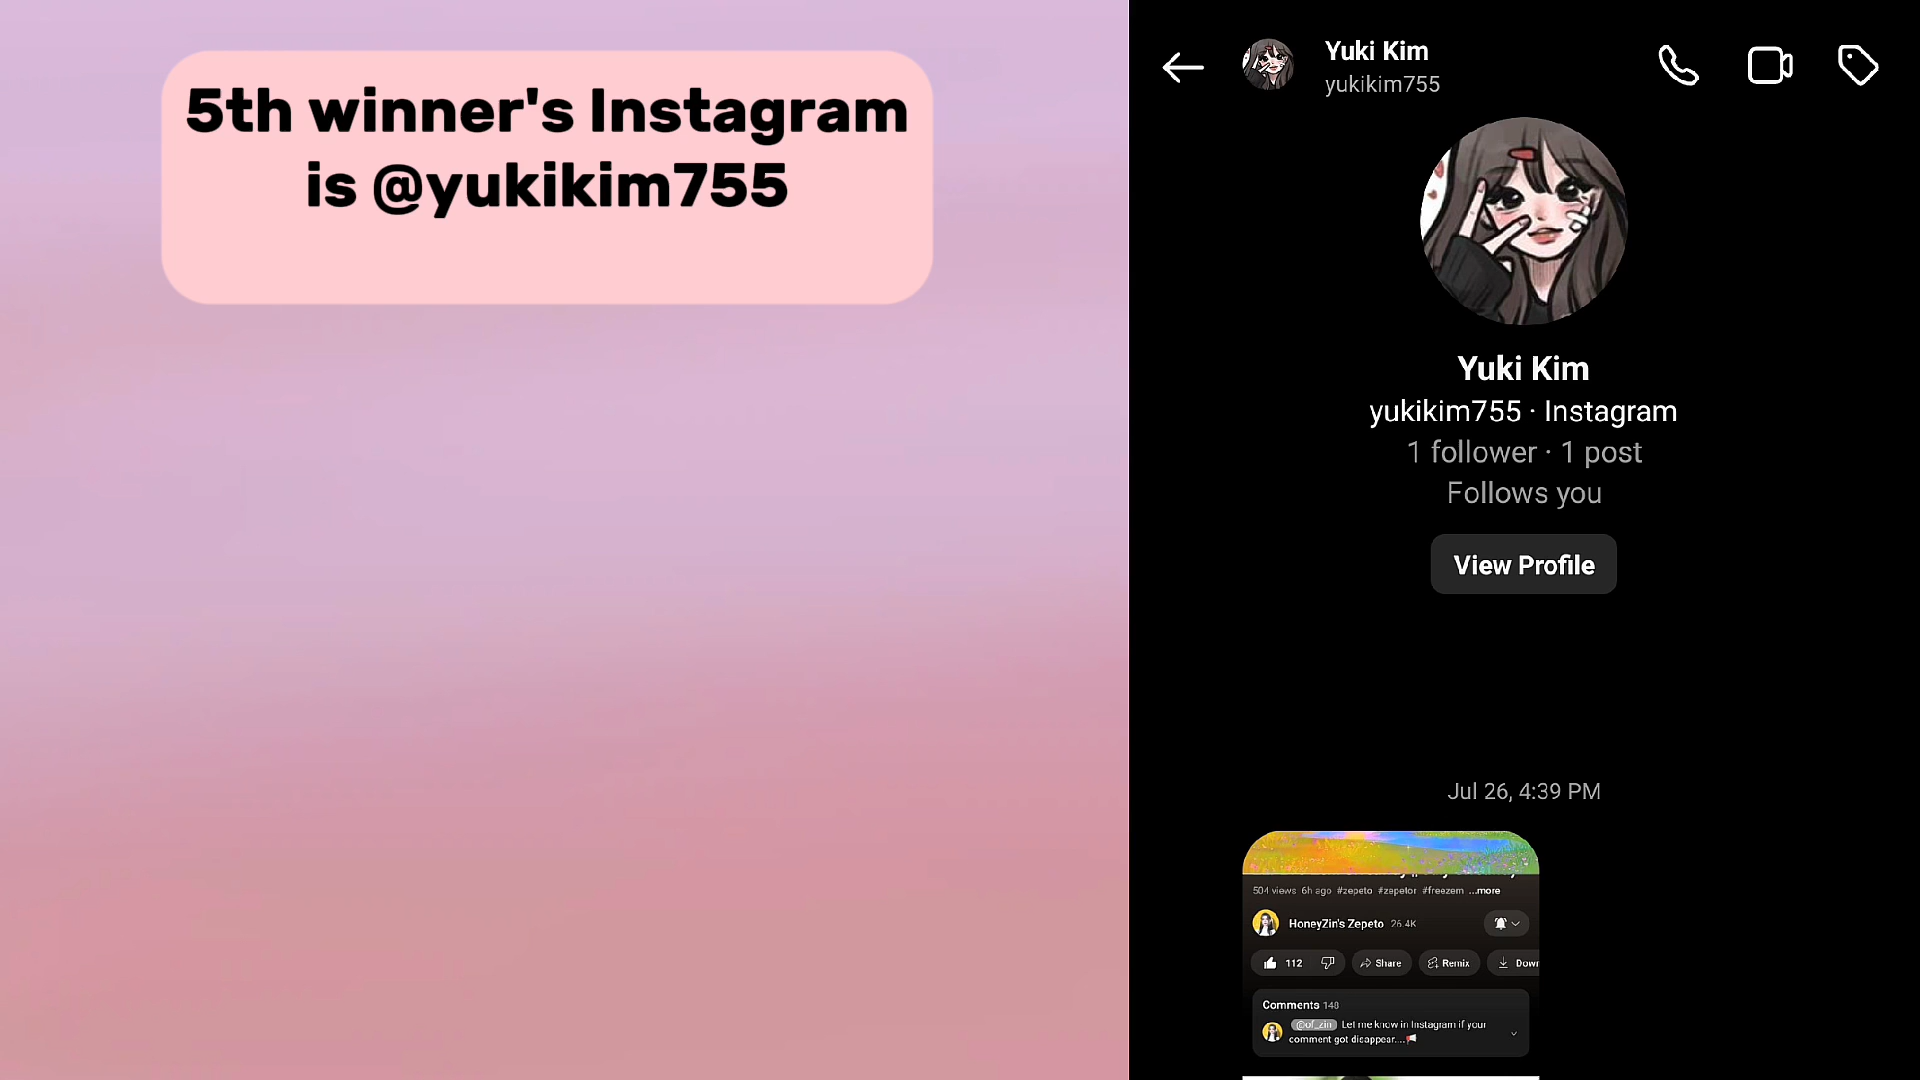 5th winner's Instagram
is @yukikim755
Yuki Kim
yukikim755
Yuki Kim
yukikim755 · Instagram
1 follower · 1 post
Follows you
View Profile
Jul 26, 4:39 PM
504 views 6h ago #zepeto #zepetor #freezem ...more
HoneyZin's Zepeto 26.4K
112 Share Remix Down
Comments 140
@of_zin Let me know in Instagram if your
comment got disappear....